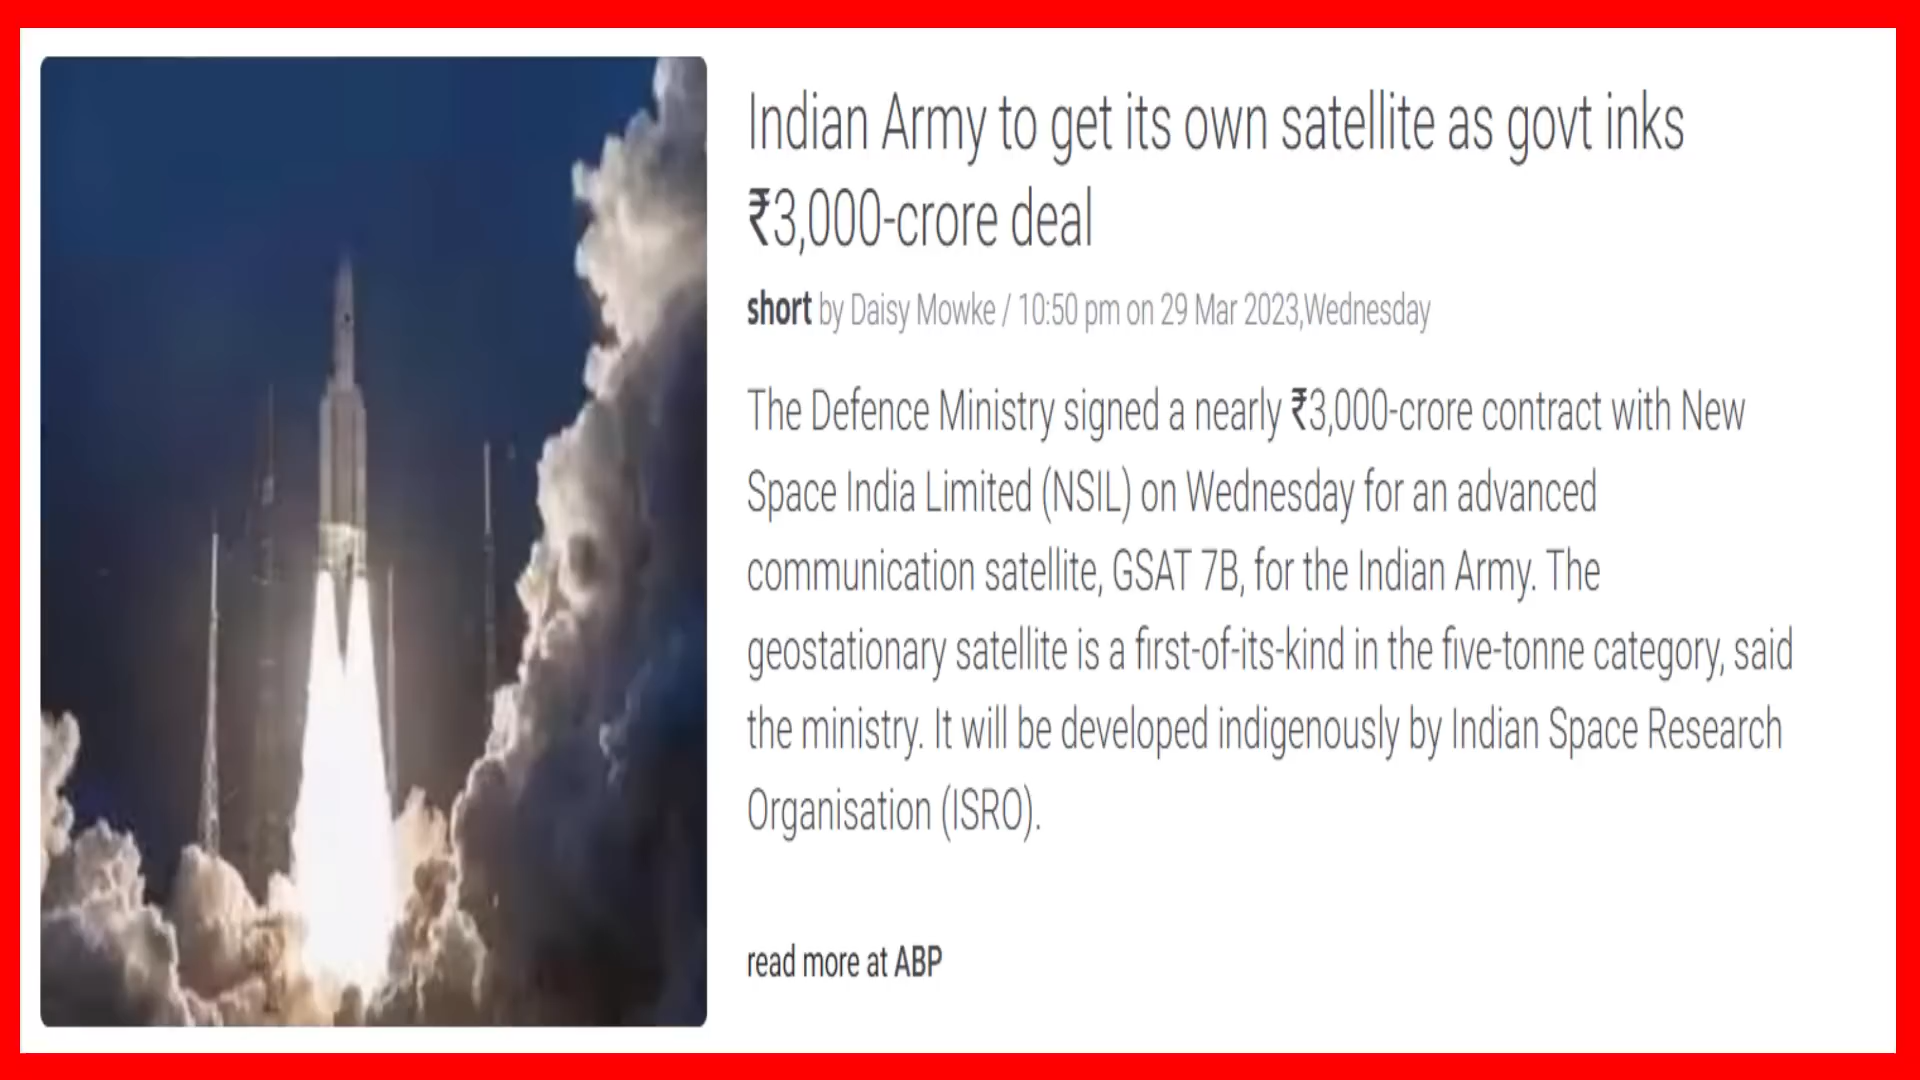 Indian Army to get its own satellite as govt inks
₹3,000-crore deal
short by Daisy Mowke / 10:50 pm on 29 Mar 2023,Wednesday
The Defence Ministry signed a nearly ₹3,000-crore contract with New
Space India Limited (NSIL) on Wednesday for an advanced
communication satellite, GSAT 7B, for the Indian Army. The
geostationary satellite is a first-of-its-kind in the five-tonne category, said
the ministry. It will be developed indigenously by Indian Space Research
Organisation (ISRO).
read more at ABP